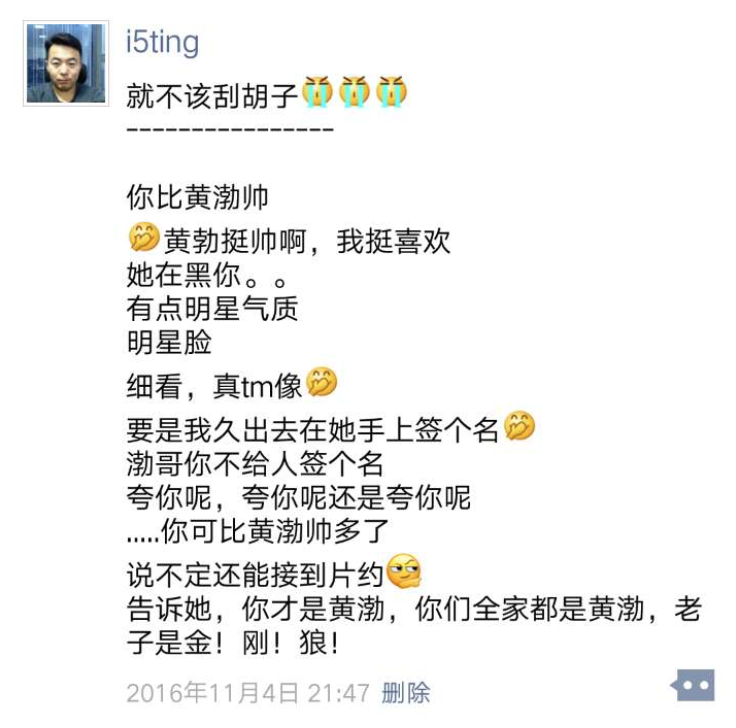 i5ting
就不该刮胡子😭😭😭
----------------
你比黄渤帅
🤭黄勃挺帅啊，我挺喜欢
她在黑你。。
有点明星气质
明星脸
细看，真tm像🤭
要是我久出去在她手上签个名🤭
渤哥你不给人签个名
夸你呢，夸你呢还是夸你呢
.....你可比黄渤帅多了
说不定还能接到片约😏
告诉她，你才是黄渤，你们全家都是黄渤，老
子是金！刚！狼！
2016年11月4日 21:47 删除